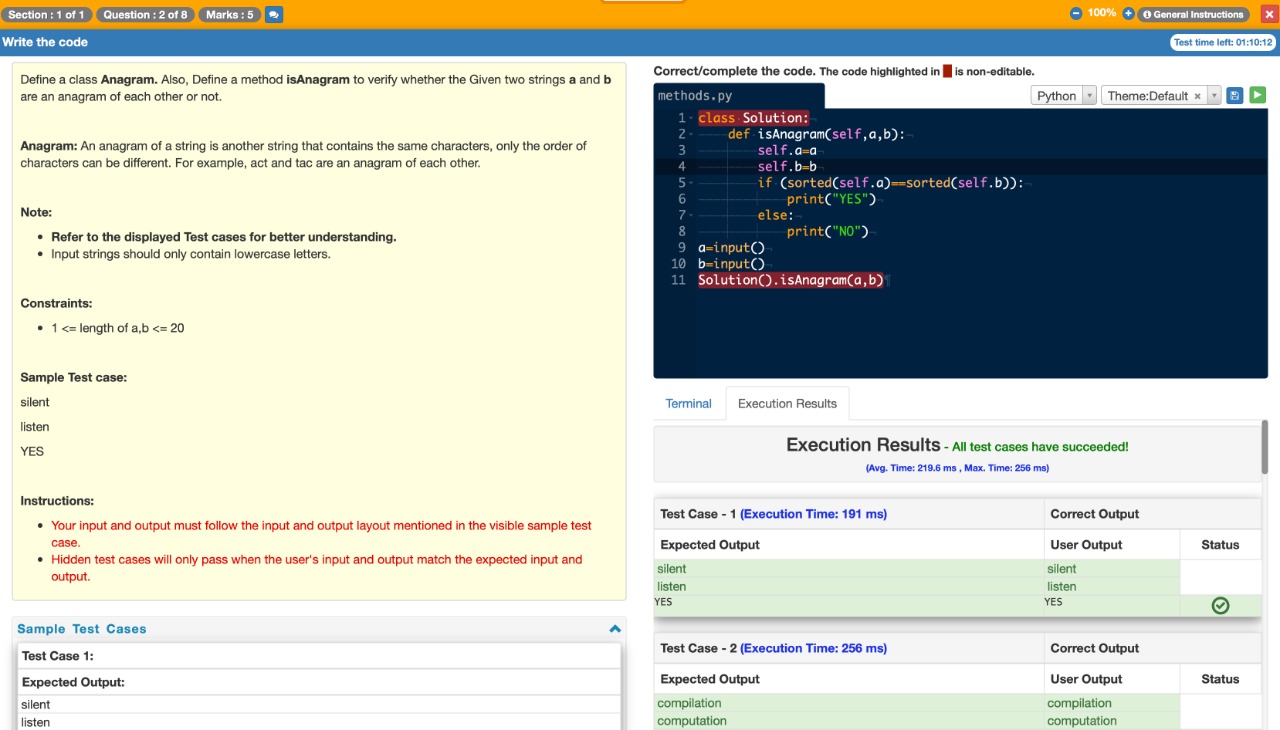 Section : 1 of 1 Question : 2 of 8 Marks : 5 100% General Instructions
Write the code Test time left: 01:10:12
Define a class Anagram. Also, Define a method isAnagram to verify whether the Given two strings a and b
are an anagram of each other or not.
Anagram: An anagram of a string is another string that contains the same characters, only the order of
characters can be different. For example, act and tac are an anagram of each other.
Note:
• Refer to the displayed Test cases for better understanding.
• Input strings should only contain lowercase letters.
Constraints:
• 1 <= length of a,b <= 20
Sample Test case:
silent
listen
YES
Instructions:
• Your input and output must follow the input and output layout mentioned in the visible sample test
case.
• Hidden test cases will only pass when the user's input and output match the expected input and
output.
Sample Test Cases
Test Case 1:
Expected Output:
silent
listen
Correct/complete the code. The code highlighted in is non-editable.
methods.py Python Theme:Default ×
1 class Solution:
2 def isAnagram(self,a,b):
3 self.a=a
4 self.b=b
5 if (sorted(self.a)==sorted(self.b)):
6 print("YES")
7 else:
8 print("NO")
9 a=input()
10 b=input()
11 Solution().isAnagram(a,b)
Terminal Execution Results
Execution Results - All test cases have succeeded!
(Avg. Time: 219.6 ms , Max. Time: 256 ms)
Test Case - 1 (Execution Time: 191 ms) Correct Output
Expected Output User Output Status
silent silent
listen listen
YES YES
Test Case - 2 (Execution Time: 256 ms) Correct Output
Expected Output User Output Status
compilation compilation
computation computation